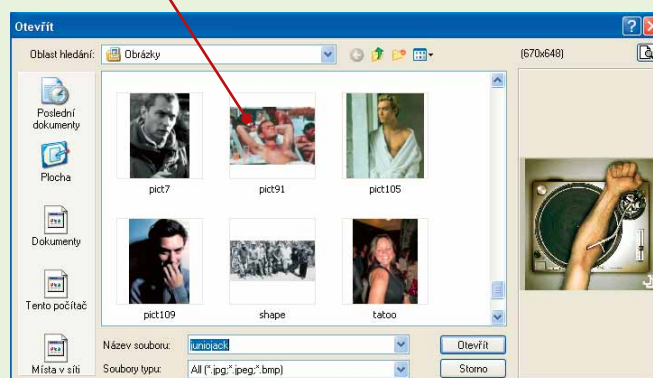 Otevřít
Oblast hledání: Obrázky
(670x648)
Poslední
dokumenty
Plocha
Dokumenty
Tento počítač
Místa v síti
pict7 pict91 pict105
pict109 shape tatoo
Název souboru: juniojack Otevřít
Soubory typu: All (*.jpg;*.jpeg;*.bmp) Storno